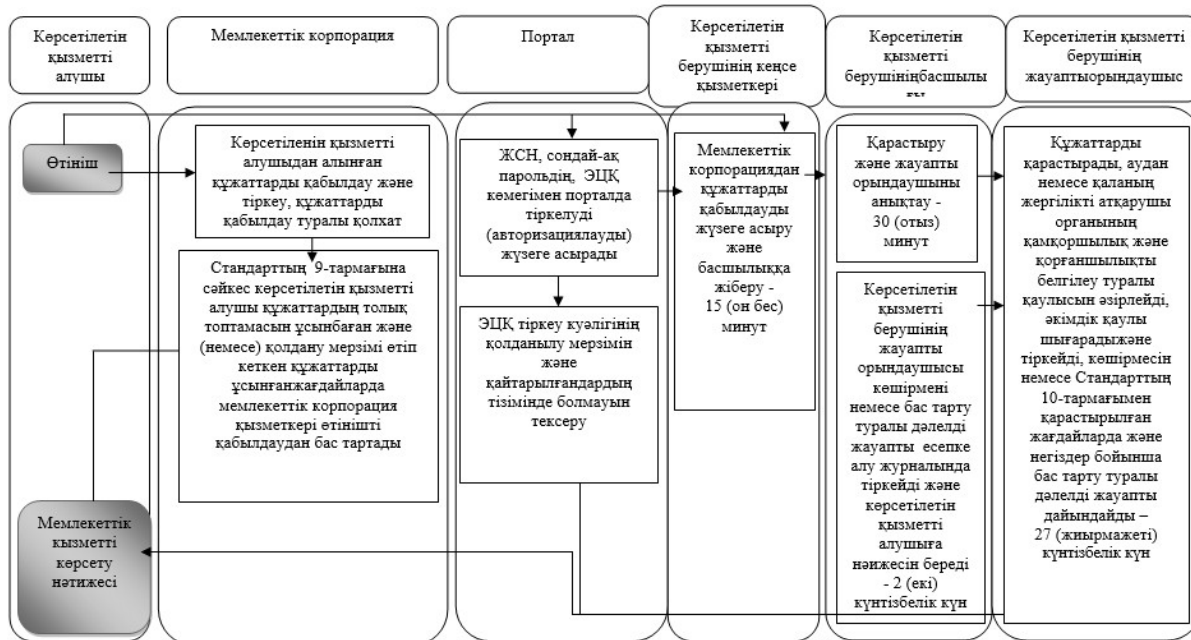 Көрсетілетін
қызметті
алушы
Мемлекеттік корпорация
Портал
Көрсетілетін
қызметті
берушінің кеңсе
қызметкері
Көрсетілетін
қызметті
берушініңбасшылы
ғы
Көрсетілетін қызметті
берушінің
жауаптыорындаушыс
Өтініш
Көрсетіленін қызметті
алушыдан алынған
құжаттарды қабылдау және
тіркеу, құжаттарды
қабылдау туралы қолхат
Стандарттың 9-тармағына
сәйкес көрсетілетін қызметті
алушы құжаттардың толық
топтамасын ұсынбаған және
(немесе) қолдану мерзімі өтіп
кеткен құжаттарды
ұсынғанжағдайларда
мемлекеттік корпорация
қызметкері өтінішті
қабылдаудан бас тартады
ЖСН, сондай-ақ
парольдің, ЭЦҚ
көмегімен порталда
тіркелуді
(авторизациялауды)
жүзеге асырады
ЭЦҚ тіркеу куәлігінің
қолданылу мерзімін
және
қайтарылғандардың
тізімінде болмауын
тексеру
Мемлекеттік
корпорациядан
құжаттарды
қабылдауды
жүзеге асыру
және
басшылыққа
жіберу -
15 (он бес)
минут
Қарастыру
және жауапты
орындаушыны
анықтау -
30 (отыз)
минут
Көрсетілетін
қызметті
берушінің
жауапты
орындаушысы
көшірмені
немесе бас тарту
туралы дәлелді
жауапты есепке
алу журналында
тіркейді және
көрсетілетін
қызметті
алушыға
нәижесін береді
- 2 (екі)
күнтізбелік күн
Құжаттарды
қарастырады, аудан
немесе қаланың
жергілікті атқарушы
органының
қамқоршылық және
қорғаншылықты
белгілеу туралы
қаулысын әзірлейді,
әкімдік қаулы
шығарадыжәне
тіркейді, көшірмесін
немесе Стандарттың
10-тармағымен
қарастырылған
жағдайларда және
негіздер бойынша
бас тарту туралы
дәлелді жауапты
дайындайды –
27 (жиырмажеті)
күнтізбелік күн
Мемлекеттік
кызметті
көрсету
нәтижесі